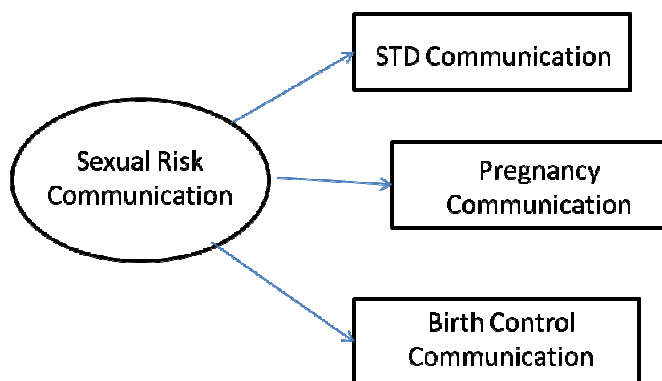 STD Communication
Sexual Risk
Communication
Pregnancy
Communication
Birth Control
Communication